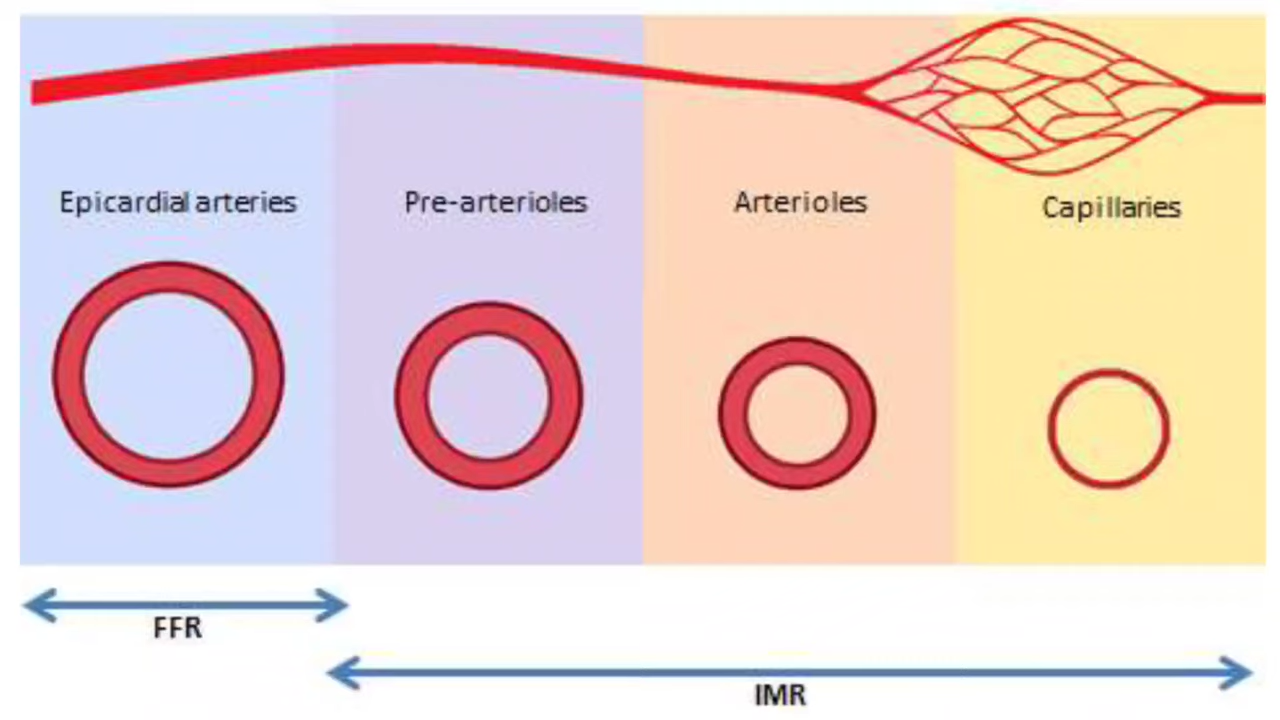 Epicardial arteries
Pre-arterioles
Arterioles
Capillaries
FFR
IMR